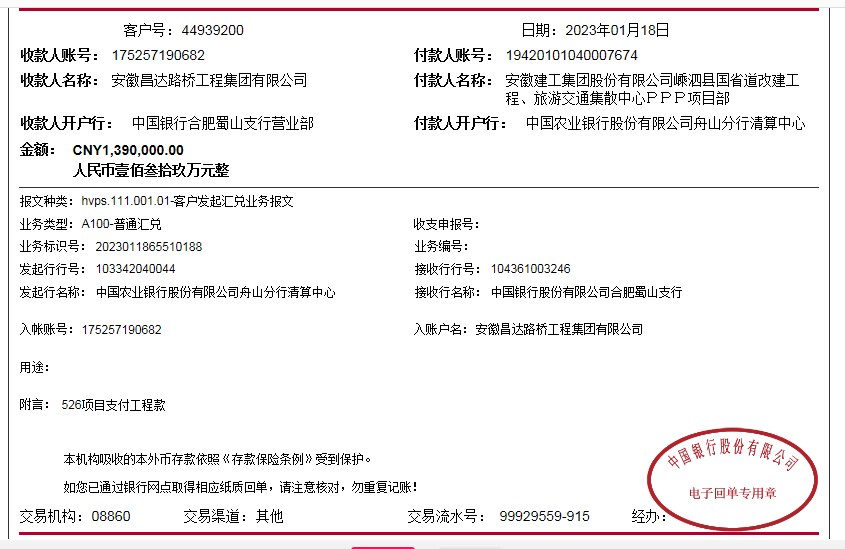 客户号：44939200 日期：2023年01月18日
收款人账号： 175257190682 付款人账号： 19420101040007674
收款人名称： 安徽昌达路桥工程集团有限公司 付款人名称： 安徽建工集团股份有限公司嵊泗县国省道改建工
程、旅游交通集散中心ＰＰＰ项目部
收款人开户行： 中国银行合肥蜀山支行营业部 付款人开户行： 中国农业银行股份有限公司舟山分行清算中心
金额： CNY1,390,000.00
人民币壹佰叁拾玖万元整
报文种类：hvps.111.001.01-客户发起汇兑业务报文
业务类型：A100-普通汇兑 收支申报号：
业务标识号： 2023011865510188 业务编号：
发起行行号： 103342040044 接收行行号： 104361003246
发起行名称： 中国农业银行股份有限公司舟山分行清算中心 接收行名称： 中国银行股份有限公司合肥蜀山支行
入帐账号：175257190682 入账户名：安徽昌达路桥工程集团有限公司
用途：
附言： 526项目支付工程款
本机构吸收的本外币存款依照《存款保险条例》受到保护。
如您已通过银行网点取得相应纸质回单，请注意核对，勿重复记账！
中国银行股份有限公司
电子回单专用章
交易机构：08860 交易渠道：其他 交易流水号： 99929559-915 经办：